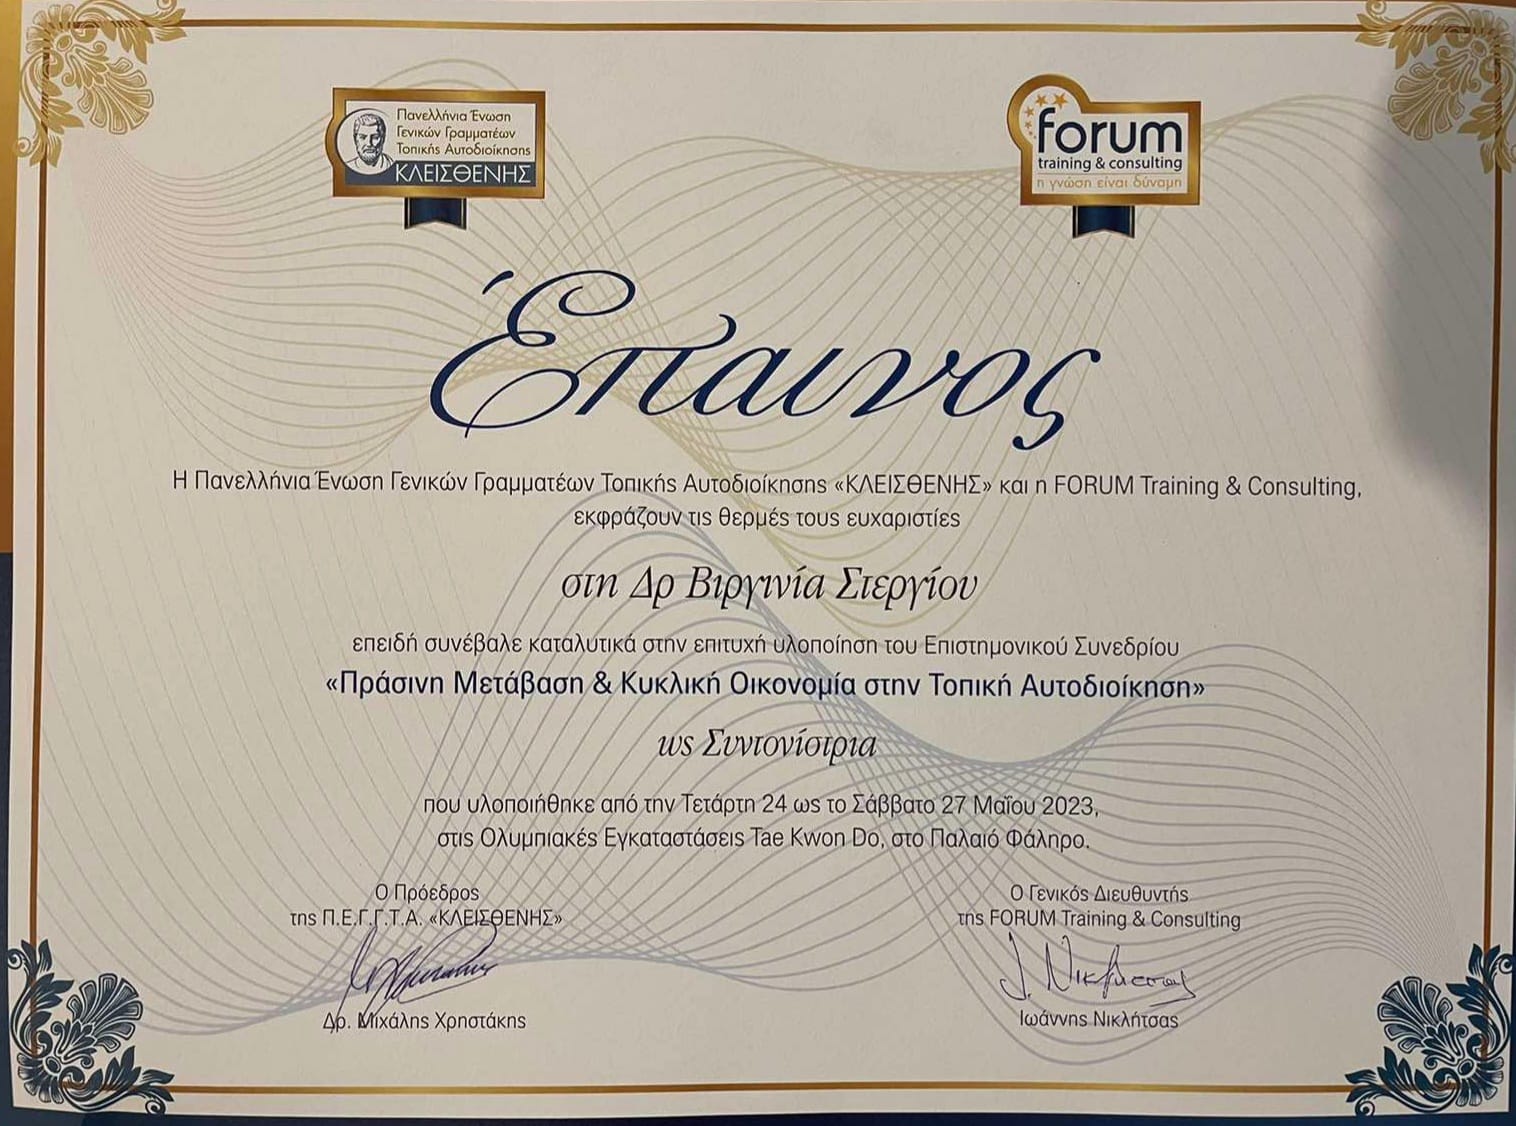 Πανελλήνια Ένωση
Γενικών Γραμματέων
Τοπικής Αυτοδιοίκησης
ΚΛΕΙΣΘΕΝΗΣ
forum
training & consulting
η γνώση είναι δύναμη
Έπαινος
Η Πανελλήνια Ένωση Γενικών Γραμματέων Τοπικής Αυτοδιοίκησης «ΚΛΕΙΣΘΕΝΗΣ» και η FORUM Training & Consulting,
εκφράζουν τις θερμές τους ευχαριστίες
στη Δρ Βιργινία Στεργίου
επειδή συνέβαλε καταλυτικά στην επιτυχή υλοποίηση του Επιστημονικού Συνεδρίου
«Πράσινη Μετάβαση & Κυκλική Οικονομία στην Τοπική Αυτοδιοίκηση»
ως Συντονίστρια
που υλοποιήθηκε από την Τετάρτη 24 ως το Σάββατο 27 Μαΐου 2023,
στις Ολυμπιακές Εγκαταστάσεις Tae Kwon Do, στο Παλαιό Φάληρο.
Ο Πρόεδρος
της Π.Ε.Γ.Γ.Τ.Α. «ΚΛΕΙΣΘΕΝΗΣ»
Δρ. Μιχάλης Χρηστάκης
Ο Γενικός Διευθυντής
της FORUM Training & Consulting
Ιωάννης Νικλήτσας